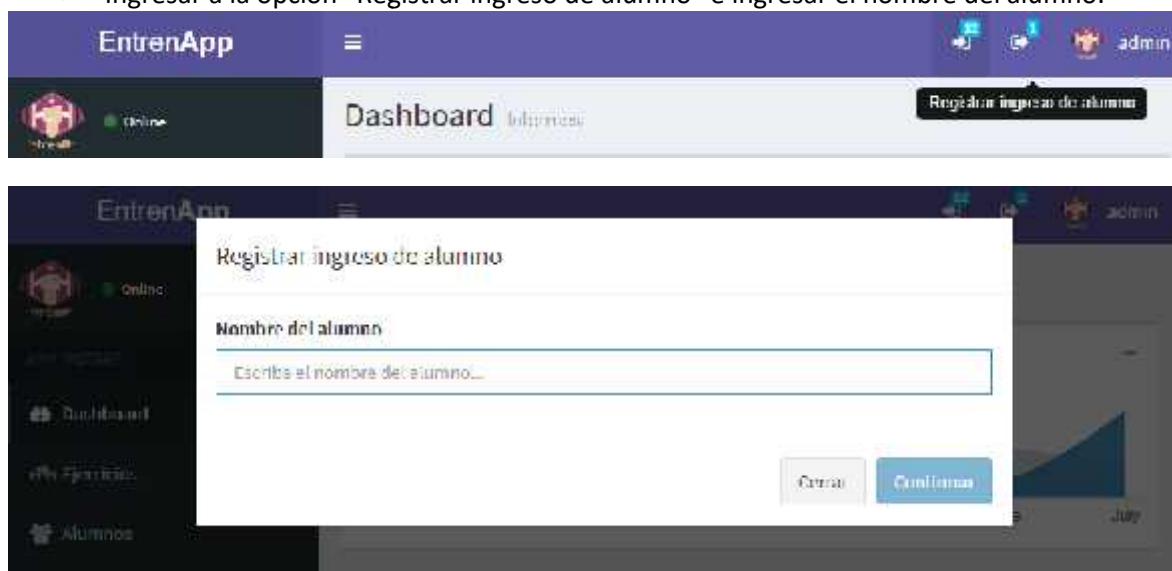 Ingresar a la opción "Registrar ingreso de alumno" e ingresar el nombre del alumno.
EntrenApp admin
Online
Dashboard
Registrar ingreso de alumno
EntrenApp admin
Registrar ingreso de alumno
Online
Nombre del alumno
Escriba el nombre del alumno...
Dashboard
Ejercicios
Cerrar Confirmar
Alumnos July